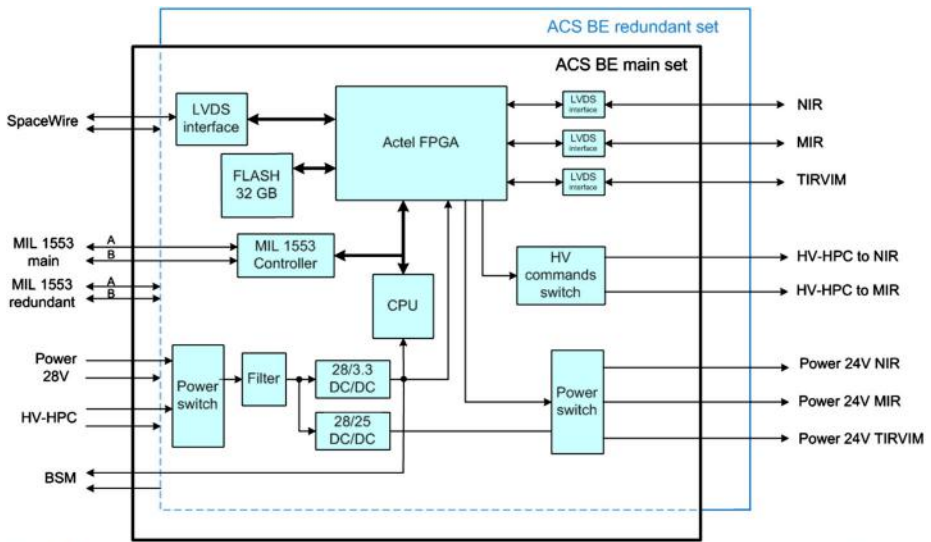 ACS BE redundant set
ACS BE main set
SpaceWire
LVDS
interface
Actel FPGA
LVDS
interface
NIR
LVDS
interface
MIR
LVDS
interface
TIRVIM
FLASH
32 GB
MIL 1553
main
A
B
MIL 1553
Controller
MIL 1553
redundant
A
B
CPU
HV
commands
switch
HV-HPC to NIR
HV-HPC to MIR
Power
28V
HV-HPC
Power
switch
Filter
28/3.3
DC/DC
28/25
DC/DC
Power
switch
Power 24V NIR
Power 24V MIR
Power 24V TIRVIM
BSM